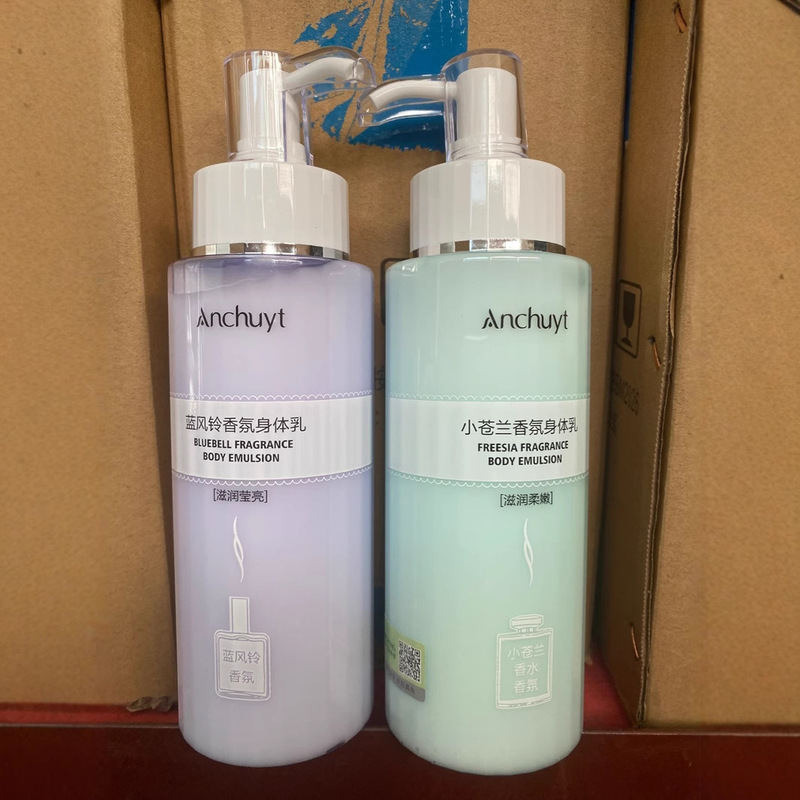 Anchuyt
蓝风铃香氛身体乳
BLUEBELL FRAGRANCE
BODY EMULSION
[滋润莹亮]
蓝风铃
香氛
Anchuyt
小苍兰香氛身体乳
FREESIA FRAGRANCE
BODY EMULSION
[滋润柔嫩]
小苍兰
香水
香氛